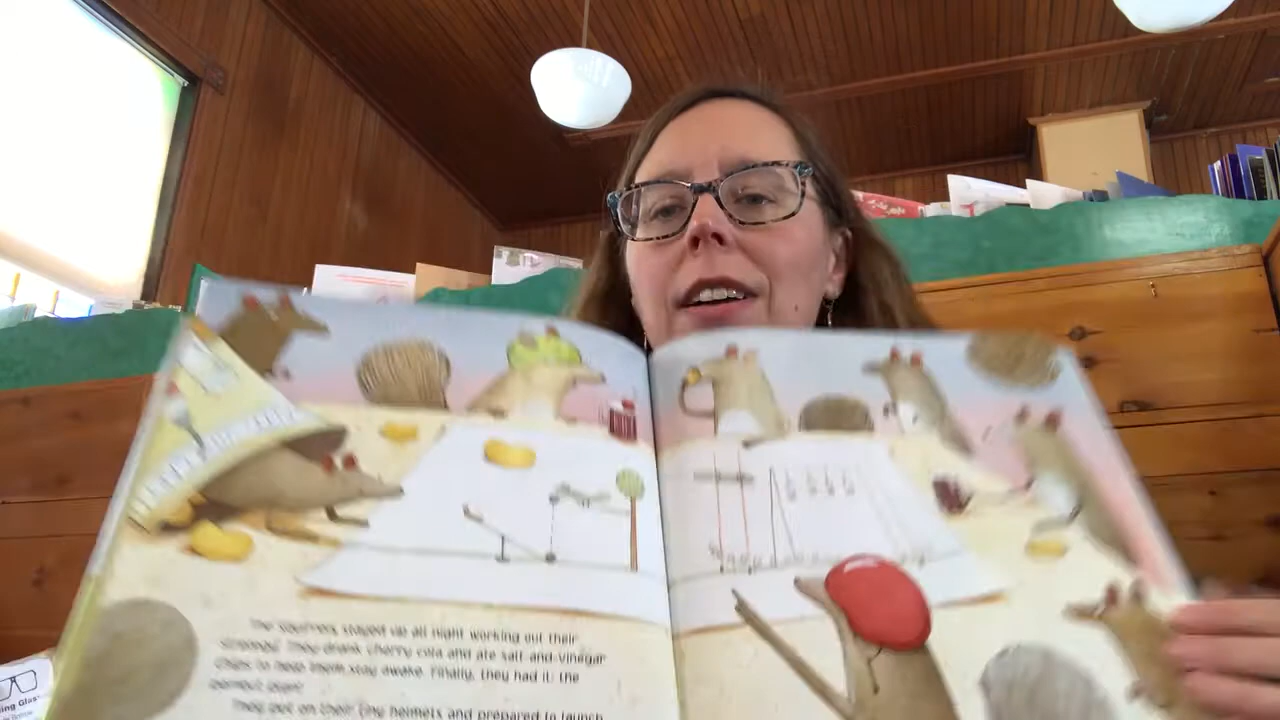 The squirrels stayed up all night working out their
strategy. They drank cherry cola and ate salt-and-vinegar
chips to help them stay awake. Finally, they had it: the
perfect plan!
They put on their tiny helmets and prepared to launch